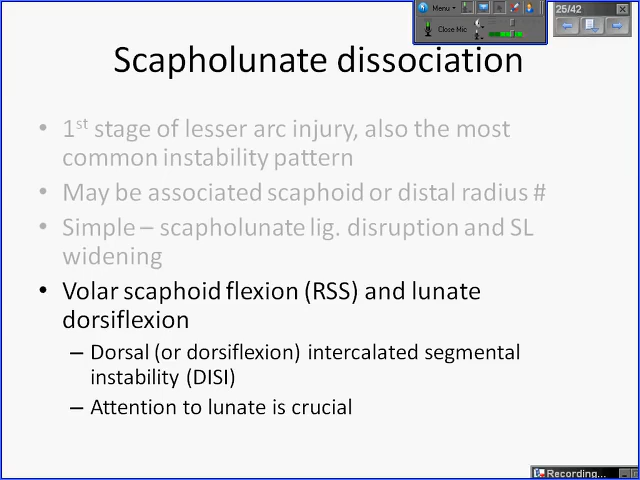 Menu
25/42
Close Mic
Scapholunate dissociation
• 1st stage of lesser arc injury, also the most
common instability pattern
• May be associated scaphoid or distal radius #
• Simple – scapholunate lig. disruption and SL
widening
• Volar scaphoid flexion (RSS) and lunate
dorsiflexion
– Dorsal (or dorsiflexion) intercalated segmental
instability (DISI)
– Attention to lunate is crucial
Recording...